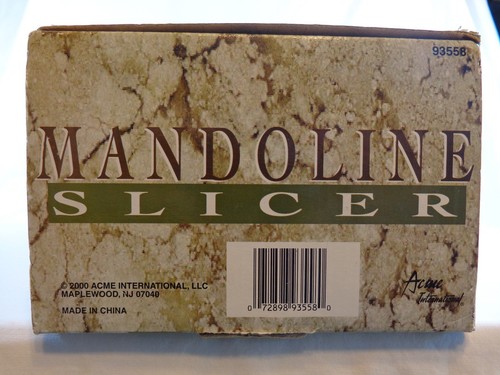 93558
MANDOLINE
SLICER
© 2000 ACME INTERNATIONAL, LLC
MAPLEWOOD, NJ 07040
MADE IN CHINA
0 72898 93558 0
Acme
International